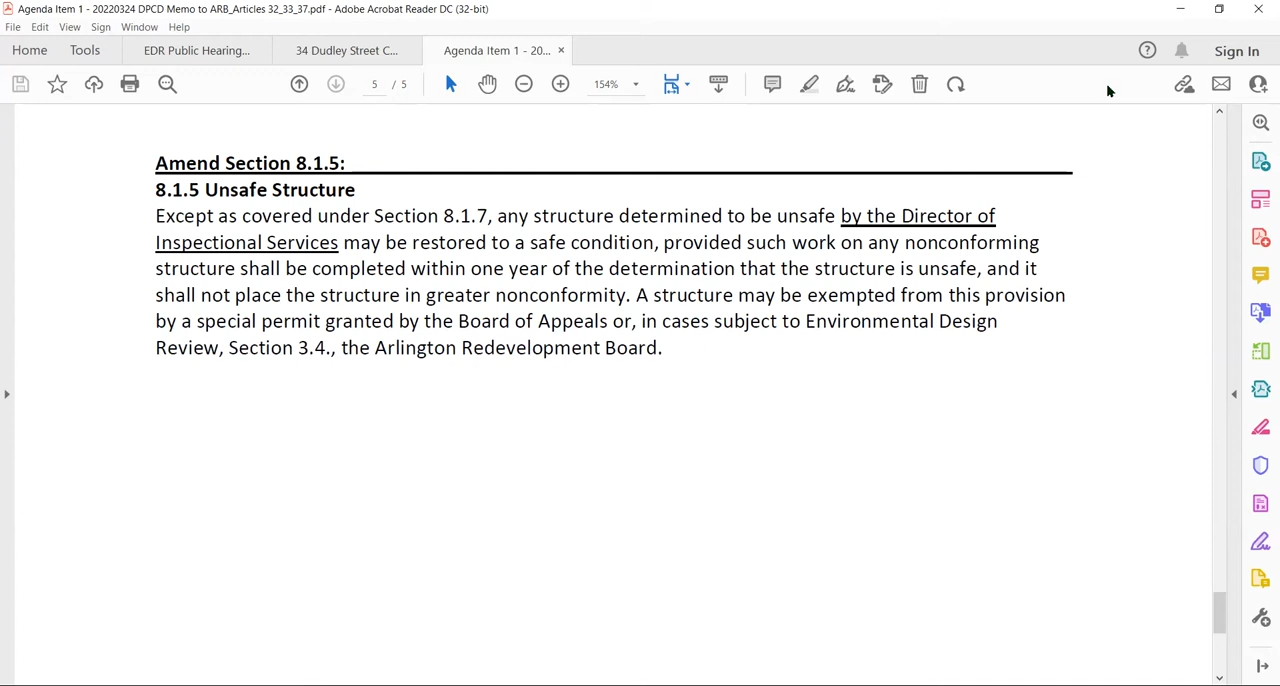 Agenda Item 1 - 20220324 DPCD Memo to ARB_Articles 32_33_37.pdf - Adobe Acrobat Reader DC (32-bit)
File Edit View Sign Window Help
Home Tools EDR Public Hearing... 34 Dudley Street C... Agenda Item 1 - 20... × Sign In
5 / 5 154%
Amend Section 8.1.5:
8.1.5 Unsafe Structure
Except as covered under Section 8.1.7, any structure determined to be unsafe by the Director of
Inspectional Services may be restored to a safe condition, provided such work on any nonconforming
structure shall be completed within one year of the determination that the structure is unsafe, and it
shall not place the structure in greater nonconformity. A structure may be exempted from this provision
by a special permit granted by the Board of Appeals or, in cases subject to Environmental Design
Review, Section 3.4., the Arlington Redevelopment Board.